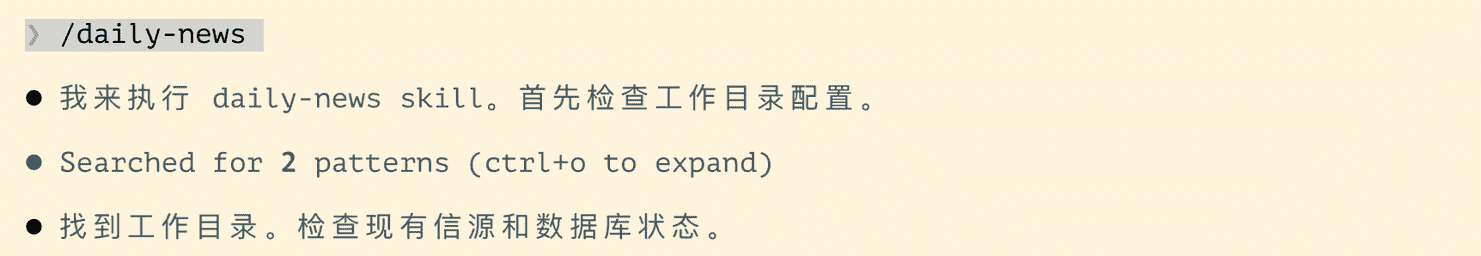 ❯ /daily-news
● 我来执行 daily-news skill。首先检查工作目录配置。
● Searched for 2 patterns (ctrl+o to expand)
● 找到工作目录。检查现有信源和数据库状态。